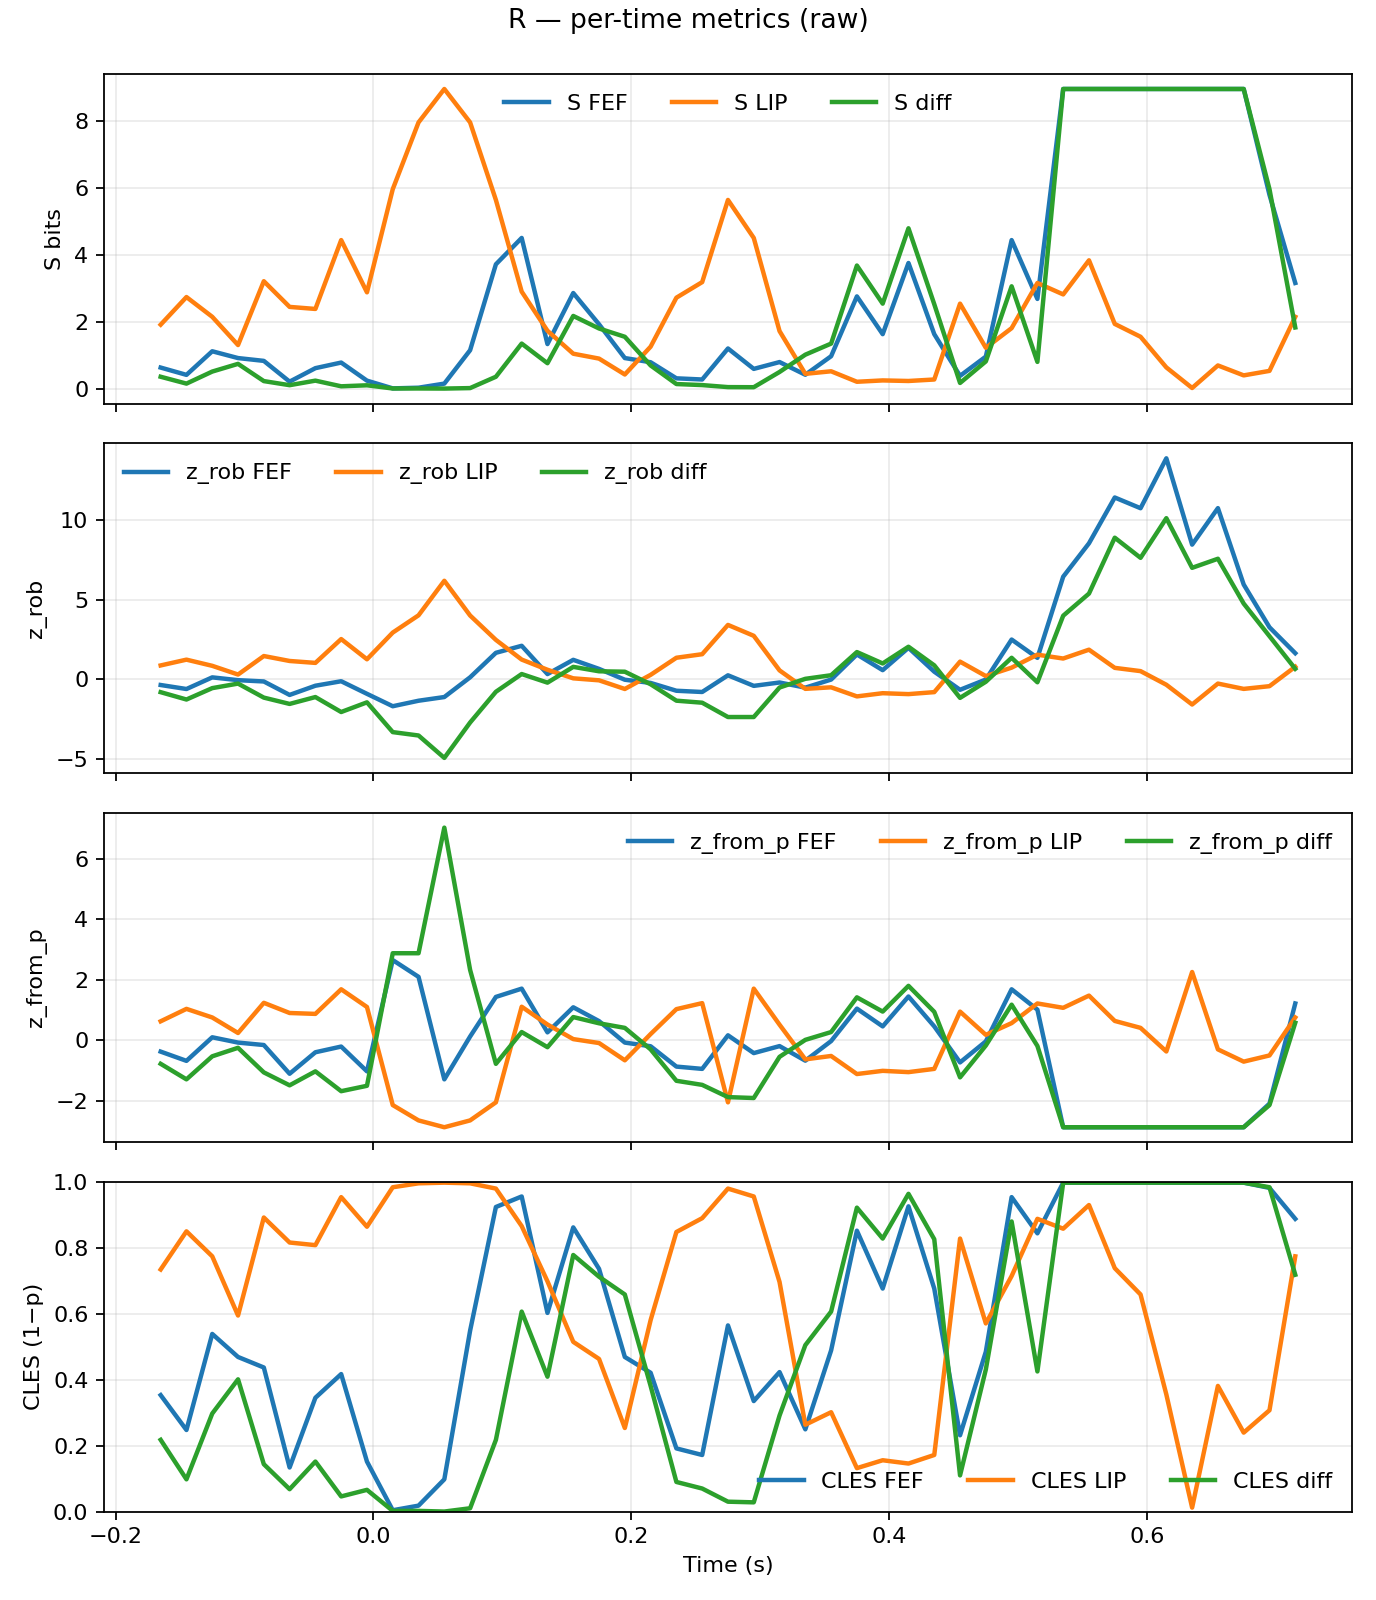 R — per-time metrics (raw)
S FEF S LIP S diff
8
6
4
2
0
S bits
z_rob FEF z_rob LIP z_rob diff
10
5
0
−5
z_rob
z_from_p FEF z_from_p LIP z_from_p diff
6
4
2
0
−2
z_from_p
1.0
0.8
0.6
0.4
0.2
0.0
CLES (1−p)
CLES FEF CLES LIP CLES diff
−0.2 0.0 0.2 0.4 0.6
Time (s)